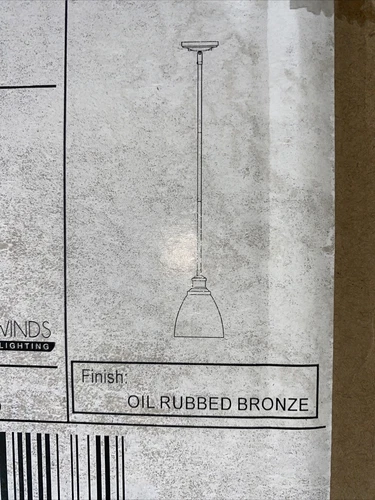 WINDS
LIGHTING
Finish:
OIL RUBBED BRONZE